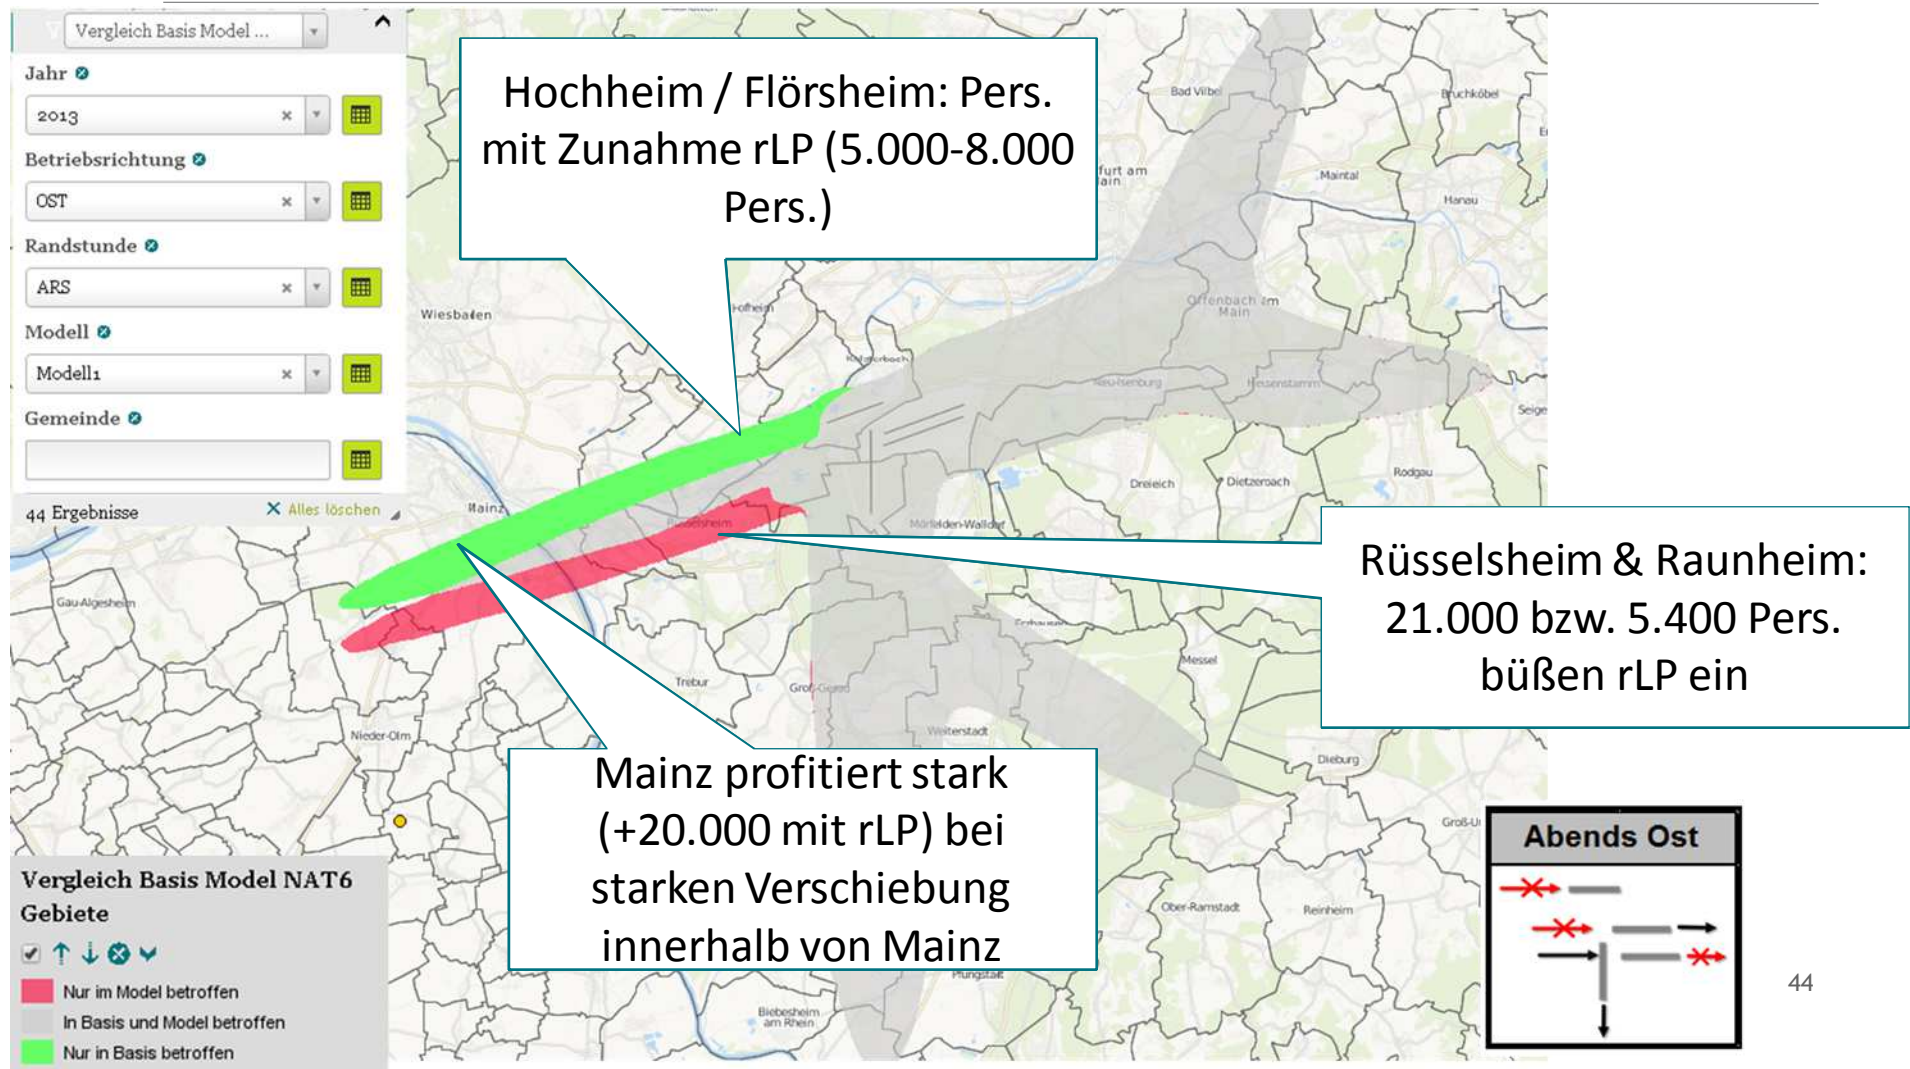 Vergleich Basis Model ...
Jahr
2013
Betriebsrichtung
OST
Randstunde
ARS
Modell
Modell1
Gemeinde
44 Ergebnisse
Alles löschen
Hochheim / Flörsheim: Pers.
mit Zunahme rLP (5.000-8.000
Pers.)
Bad Vilbel
Bruchköbel
furt am
Main
Maintal
Hanau
Wiesbaden
Hofheim
Offenbach am
Main
Neu-Isenburg
Heusenstamm
Rodgau
Dreieich
Dietzenbach
Mainz
Rüsselsheim
Mörfelden-Walldorf
Gau-Algesheim
Trebur
Groß-Gerau
Messel
Nieder-Olm
Weiterstadt
Dieburg
Ober-Ramstadt
Reinheim
Pfungstadt
Biebesheim
am Rhein
Rüsselsheim & Raunheim:
21.000 bzw. 5.400 Pers.
büßen rLP ein
Mainz profitiert stark
(+20.000 mit rLP) bei
starken Verschiebung
innerhalb von Mainz
Abends Ost
Vergleich Basis Model NAT6
Gebiete
Nur im Model betroffen
In Basis und Model betroffen
Nur in Basis betroffen
44